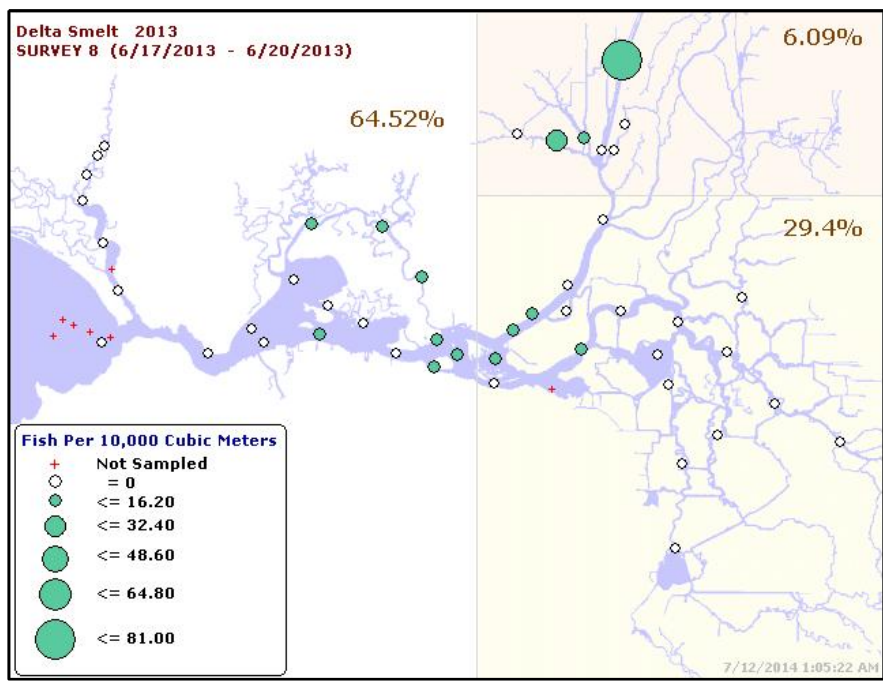 Delta Smelt 2013
SURVEY 8 (6/17/2013 - 6/20/2013)
64.52%
6.09%
29.4%
Fish Per 10,000 Cubic Meters
Not Sampled
= 0
<= 16.20
<= 32.40
<= 48.60
<= 64.80
<= 81.00
7/12/2014 1:05:22 AM